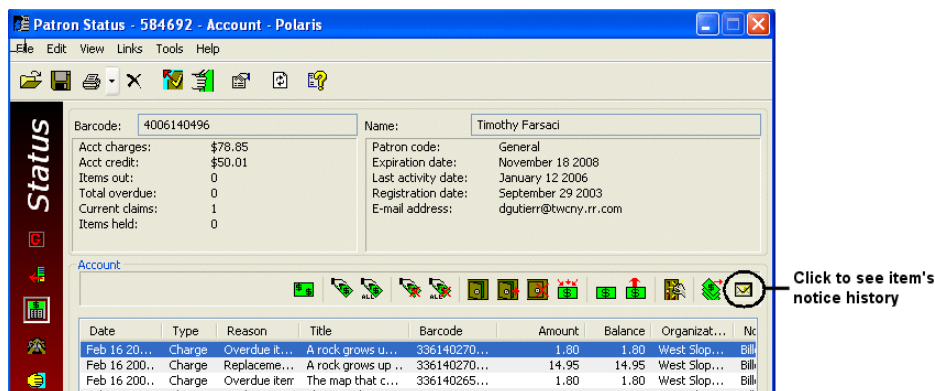 Patron Status - 584692 - Account - Polaris
File Edit View Links Tools Help
Status
Barcode: 4006140496 Name: Timothy Farsaci
Acct charges: $78.85 Patron code: General
Acct credit: $50.01 Expiration date: November 18 2008
Items out: 0 Last activity date: January 12 2006
Total overdue: 0 Registration date: September 29 2003
Current claims: 1 E-mail address: dgutierr@twcny.rr.com
Items held: 0
Account
ALL ALL
Click to see item's
notice history
Date Type Reason Title Barcode Amount Balance Organizat... No
Feb 16 20... Charge Overdue it... A rock grows u... 336140270... 1.80 1.80 West Slop... Bille
Feb 16 200... Charge Replaceme... A rock grows up ... 336140270... 14.95 14.95 West Slop... Bille
Feb 16 200... Charge Overdue item The map that c... 336140265... 1.80 1.80 West Slop... Bille